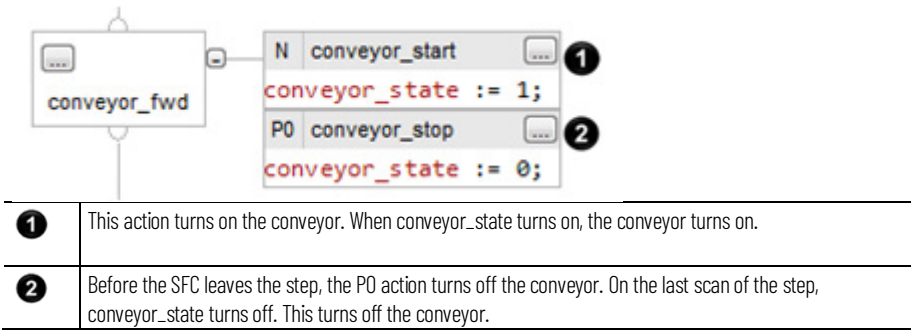 ...
conveyor_fwd
N conveyor_start ... 1
conveyor_state := 1;
P0 conveyor_stop ... 2
conveyor_state := 0;
1 This action turns on the conveyor. When conveyor_state turns on, the conveyor turns on.
2 Before the SFC leaves the step, the P0 action turns off the conveyor. On the last scan of the step,
conveyor_state turns off. This turns off the conveyor.